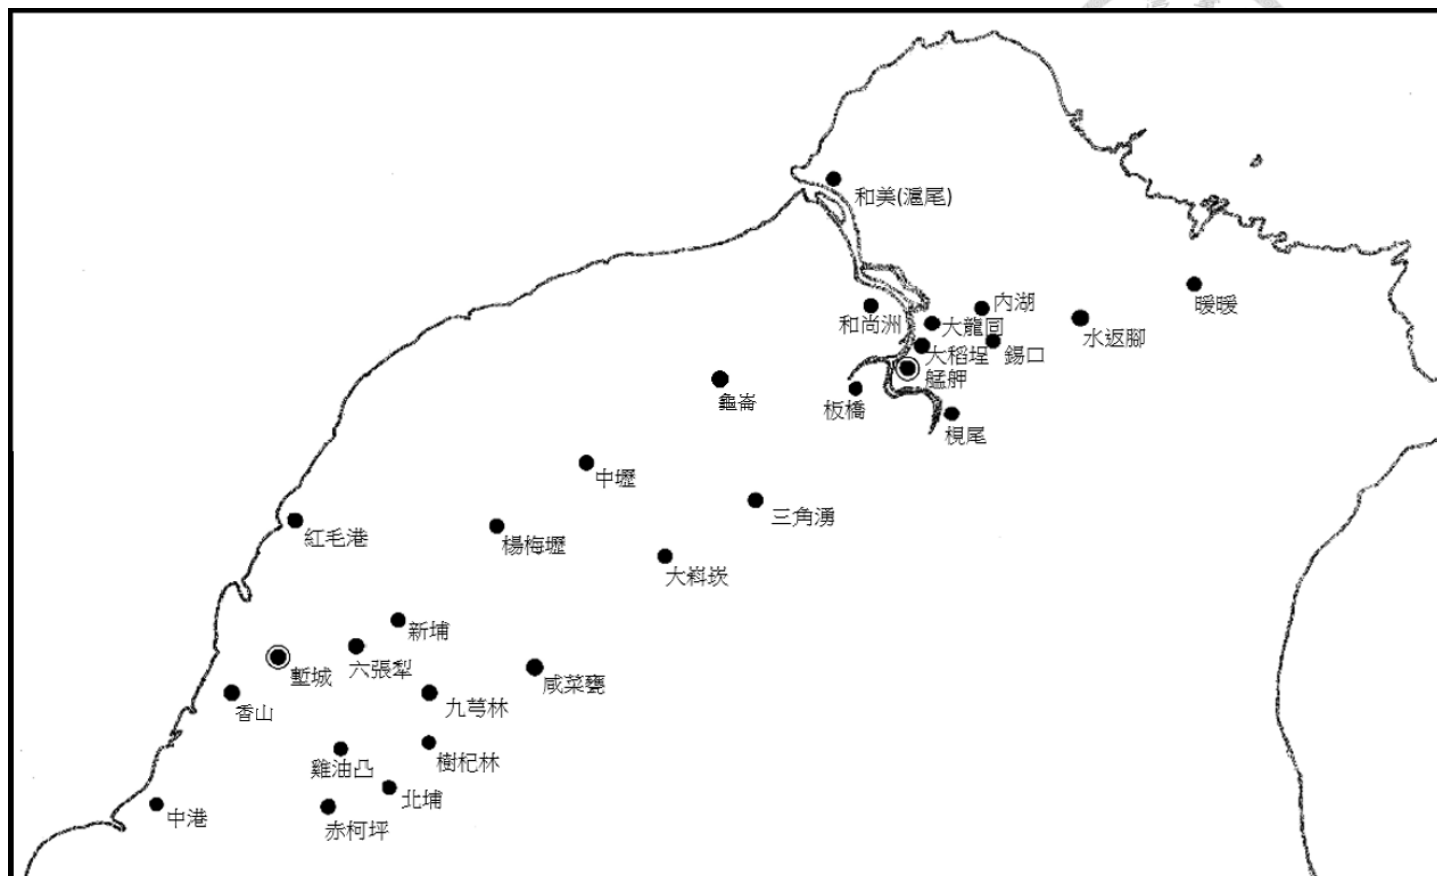 和美(滬尾)
暖暖
內湖
和尚洲
大龍同
水返腳
大稻埕
錫口
艋舺
龜崙
板橋
梘尾
中壢
三角湧
紅毛港
楊梅壢
大嵙崁
新埔
六張犁
塹城
咸菜甕
九芎林
香山
樹杞林
雞油凸
北埔
中港
赤柯坪